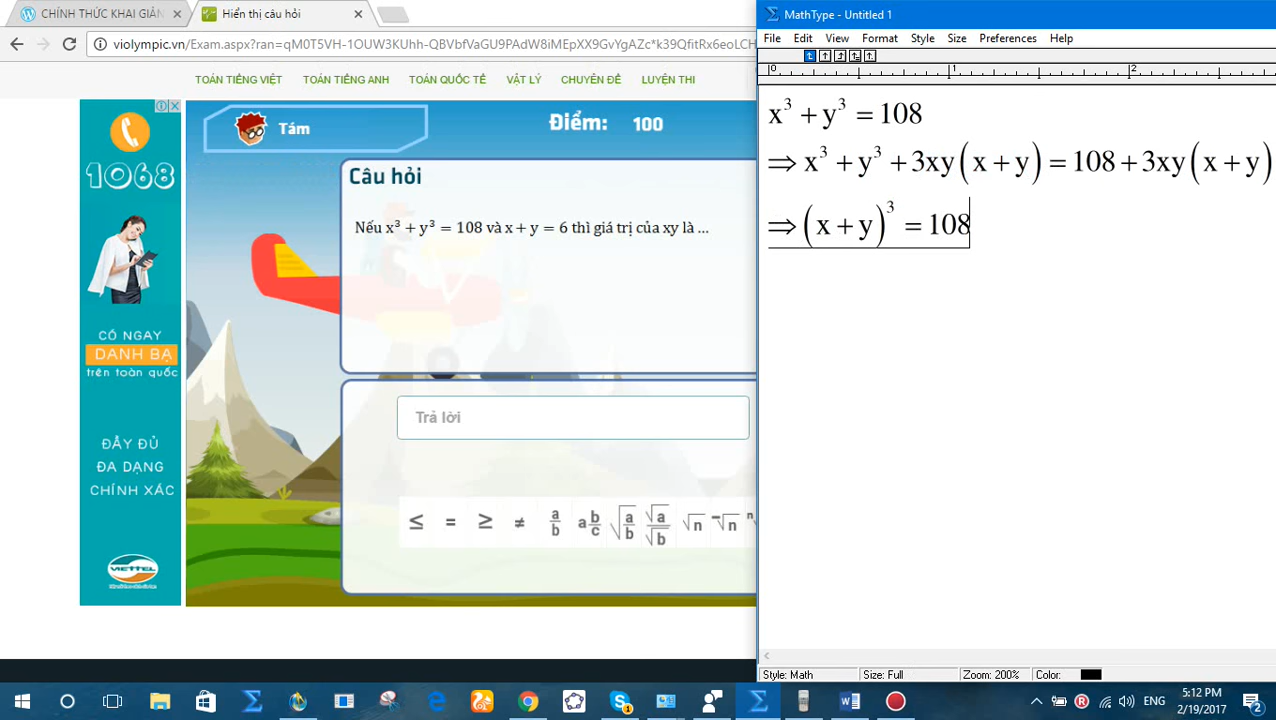 CHÍNH THỨC KHAI GIẢN
Hiển thị câu hỏi
violympic.vn/Exam.aspx?ran=qM0T5VH-1OUW3KUhh-QBVbfVaGU9PAdW8iMEpXX9GvYgAZc*k39QfitRx6eoLCH
TOÁN TIẾNG VIỆT TOÁN TIẾNG ANH TOÁN QUỐC TẾ VẬT LÝ CHUYÊN ĐỀ LUYỆN THI
1068
CÓ NGAY
DANH BẠ
trên toàn quốc
ĐẦY ĐỦ
ĐA DẠNG
CHÍNH XÁC
VIETTEL
Tám
Điểm: 100
Câu hỏi
Nếu x³ + y³ = 108 và x + y = 6 thì giá trị của xy là ...
Trả lời
≤ = ≥ ≠ a/b a b/c √(a/b) √a/√b √n ⁻√n
MathType - Untitled 1
File Edit View Format Style Size Preferences Help
0 1 2
x³ + y³ = 108
⇒ x³ + y³ + 3xy(x + y) = 108 + 3xy(x + y)
⇒ (x + y)³ = 108
Style: Math Size: Full Zoom: 200% Color:
ENG
5:12 PM
2/19/2017
2